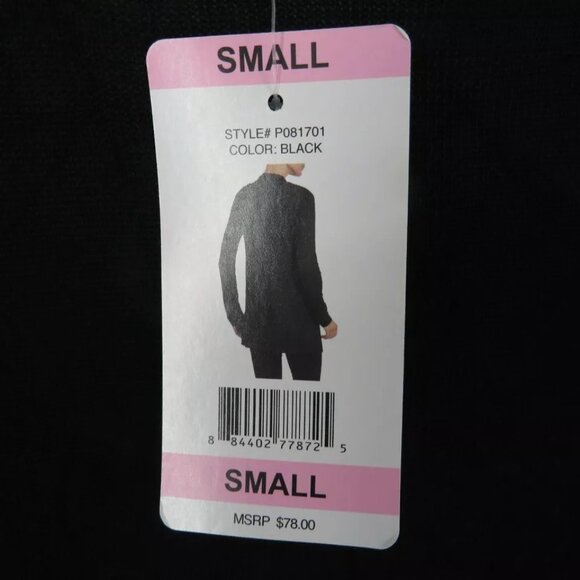 SMALL
STYLE# P081701
COLOR: BLACK
8 84402 77872 5
SMALL
MSRP $78.00